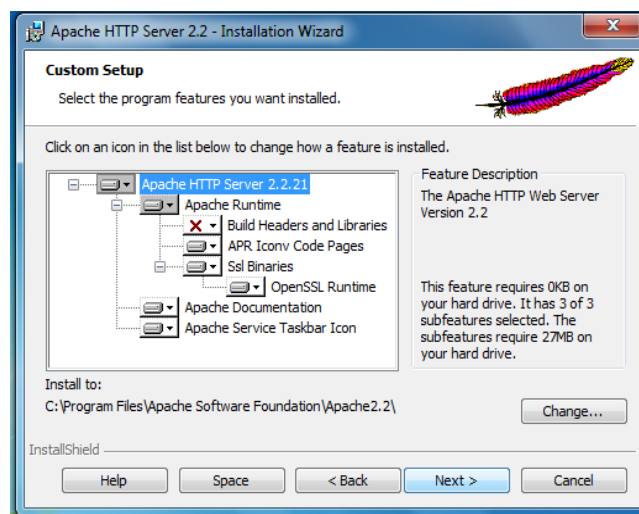 Apache HTTP Server 2.2 - Installation Wizard
Custom Setup
Select the program features you want installed.
Click on an icon in the list below to change how a feature is installed.
Apache HTTP Server 2.2.21
Apache Runtime
Build Headers and Libraries
APR Iconv Code Pages
Ssl Binaries
OpenSSL Runtime
Apache Documentation
Apache Service Taskbar Icon
Feature Description
The Apache HTTP Web Server
Version 2.2
This feature requires 0KB on
your hard drive. It has 3 of 3
subfeatures selected. The
subfeatures require 27MB on
your hard drive.
Install to:
C:\Program Files\Apache Software Foundation\Apache2.2\
Change...
InstallShield
Help
Space
< Back
Next >
Cancel